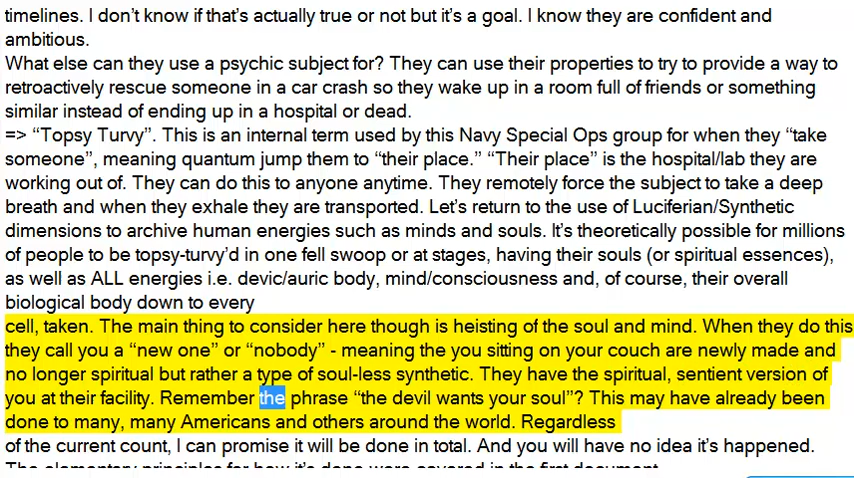 timelines. I don’t know if that’s actually true or not but it’s a goal. I know they are confident and
ambitious.
What else can they use a psychic subject for? They can use their properties to try to provide a way to
retroactively rescue someone in a car crash so they wake up in a room full of friends or something
similar instead of ending up in a hospital or dead.
=> “Topsy Turvy”. This is an internal term used by this Navy Special Ops group for when they “take
someone”, meaning quantum jump them to “their place.” “Their place” is the hospital/lab they are
working out of. They can do this to anyone anytime. They remotely force the subject to take a deep
breath and when they exhale they are transported. Let’s return to the use of Luciferian/Synthetic
dimensions to archive human energies such as minds and souls. It’s theoretically possible for millions
of people to be topsy-turvy’d in one fell swoop or at stages, having their souls (or spiritual essences),
as well as ALL energies i.e. devic/auric body, mind/consciousness and, of course, their overall
biological body down to every
cell, taken. The main thing to consider here though is heisting of the soul and mind. When they do this
they call you a “new one” or “nobody” - meaning the you sitting on your couch are newly made and
no longer spiritual but rather a type of soul-less synthetic. They have the spiritual, sentient version of
you at their facility. Remember the phrase “the devil wants your soul”? This may have already been
done to many, many Americans and others around the world. Regardless
of the current count, I can promise it will be done in total. And you will have no idea it’s happened.
The elementary principles for how it’s done were covered in the first document